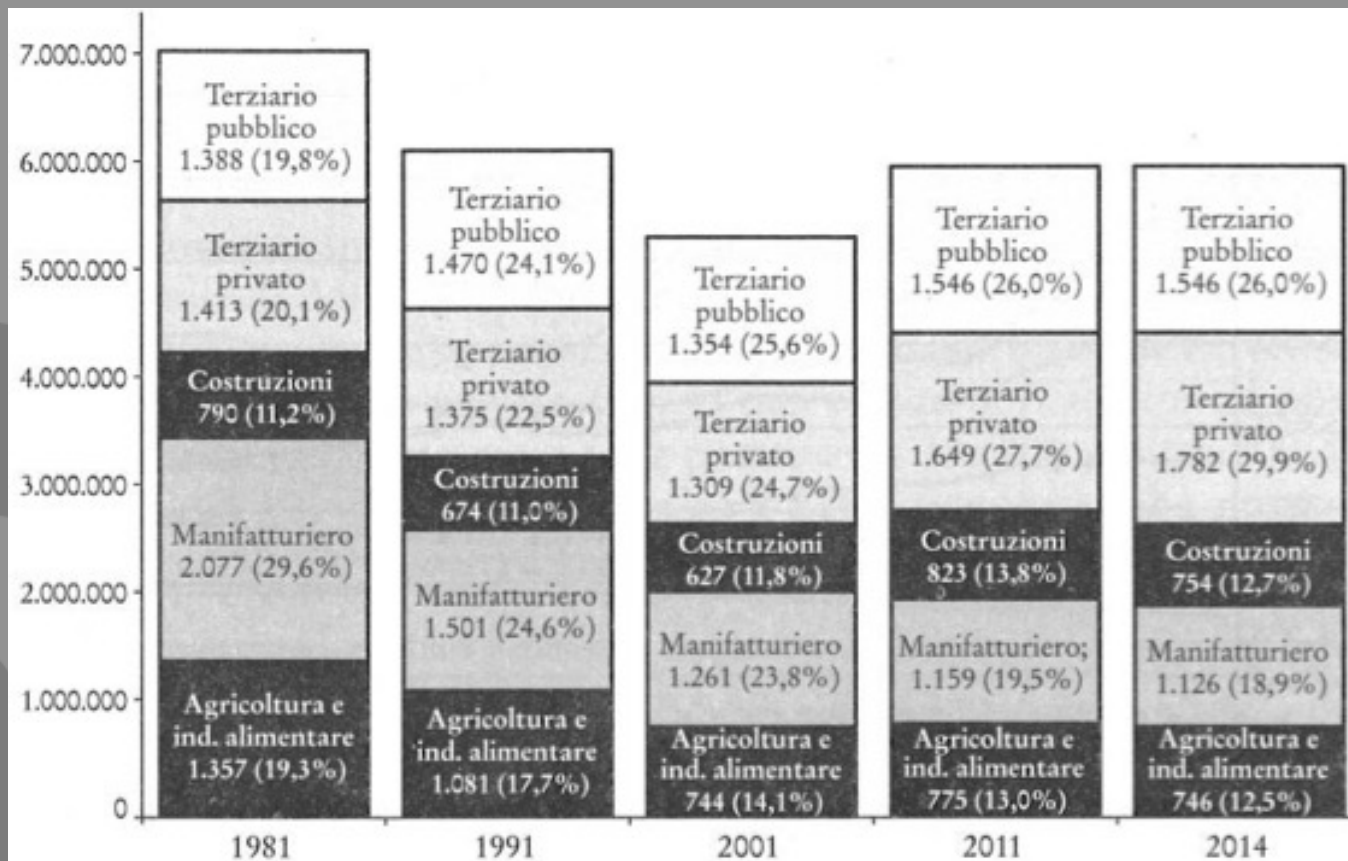 7.000.000
6.000.000
5.000.000
4.000.000
3.000.000
2.000.000
1.000.000
0
Terziario
pubblico
1.388 (19,8%)
Terziario
privato
1.413 (20,1%)
Costruzioni
790 (11,2%)
Manifatturiero
2.077 (29,6%)
Agricoltura e
ind. alimentare
1.357 (19,3%)
1981
Terziario
pubblico
1.470 (24,1%)
Terziario
privato
1.375 (22,5%)
Costruzioni
674 (11,0%)
Manifatturiero
1.501 (24,6%)
Agricoltura e
ind. alimentare
1.081 (17,7%)
1991
Terziario
pubblico
1.354 (25,6%)
Terziario
privato
1.309 (24,7%)
Costruzioni
627 (11,8%)
Manifatturiero
1.261 (23,8%)
Agricoltura e
ind. alimentare
744 (14,1%)
2001
Terziario
pubblico
1.546 (26,0%)
Terziario
privato
1.649 (27,7%)
Costruzioni
823 (13,8%)
Manifatturiero;
1.159 (19,5%)
Agricoltura e
ind. alimentare
775 (13,0%)
2011
Terziario
pubblico
1.546 (26,0%)
Terziario
privato
1.782 (29,9%)
Costruzioni
754 (12,7%)
Manifatturiero
1.126 (18,9%)
Agricoltura e
ind. alimentare
746 (12,5%)
2014